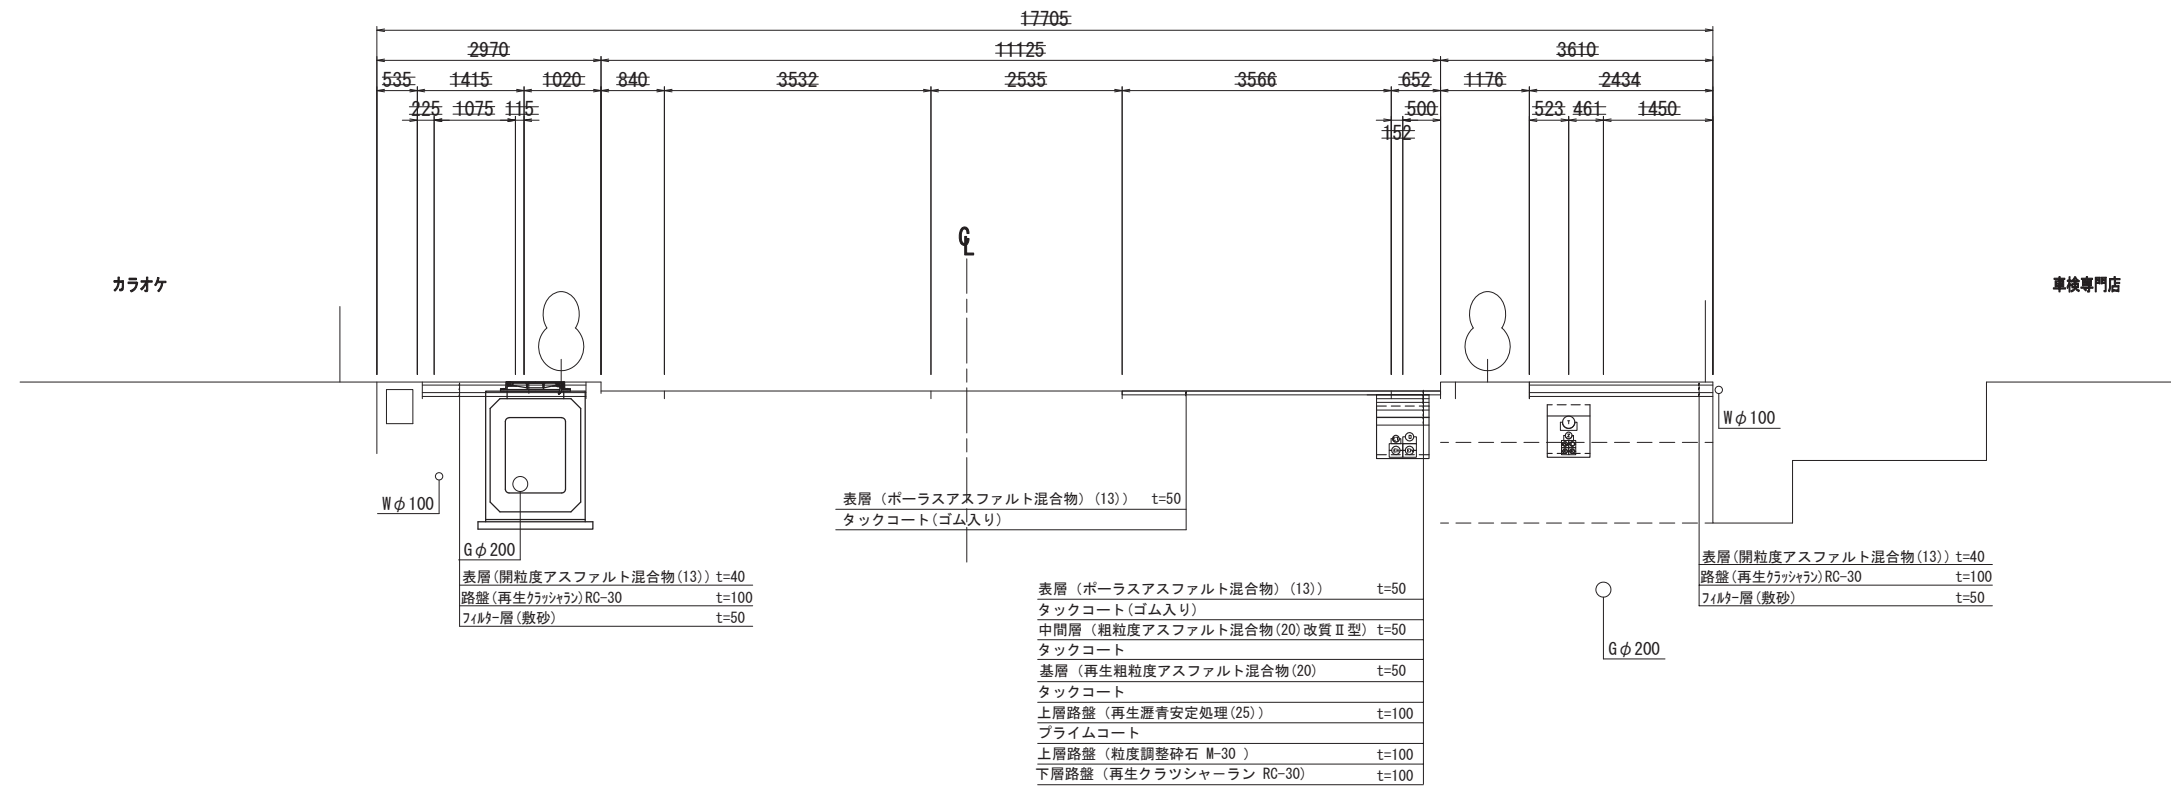 17705
2970 11125 3610
535 1415 1020 840 3532 2535 3566 652 1176 2434
225 1075 115 500 523 461 1450
152
℄
カラオケ
車検専門店
Wφ100
Wφ100
Gφ200
表層(開粒度アスファルト混合物(13)) t=40
路盤(再生クラッシャラン)RC-30 t=100
フィルター層(敷砂) t=50
表層 (ポーラスアスファルト混合物) (13)) t=50
タックコート(ゴム入り)
表層 (ポーラスアスファルト混合物) (13)) t=50
タックコート(ゴム入り)
中間層 (粗粒度アスファルト混合物(20)改質Ⅱ型) t=50
タックコート
基層 (再生粗粒度アスファルト混合物(20) t=50
タックコート
上層路盤 (再生瀝青安定処理(25)) t=100
プライムコート
上層路盤 (粒度調整砕石 M-30 ) t=100
下層路盤 (再生クラツシャーラン RC-30) t=100
表層(開粒度アスファルト混合物(13)) t=40
路盤(再生クラッシャラン)RC-30 t=100
フィルター層(敷砂) t=50
Gφ200